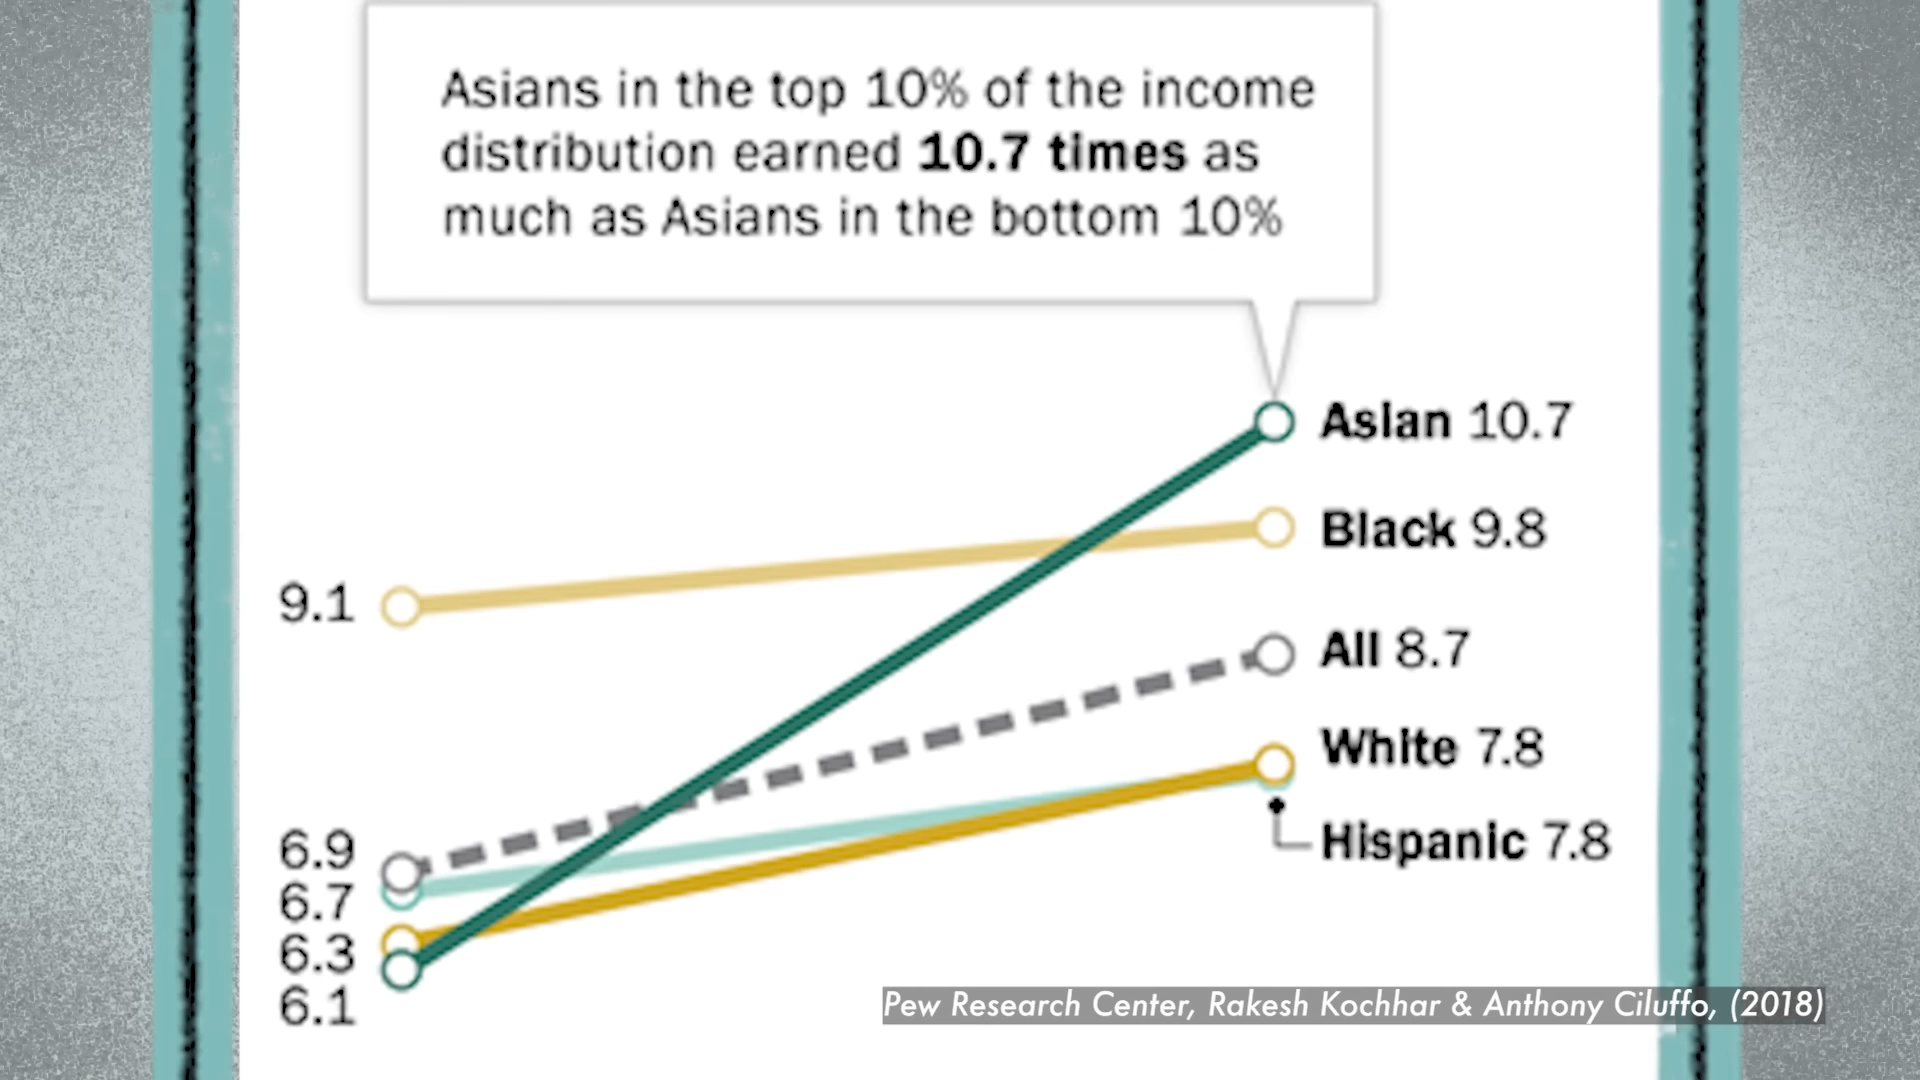 Asians in the top 10% of the income
distribution earned 10.7 times as
much as Asians in the bottom 10%
Asian 10.7
Black 9.8
9.1
All 8.7
White 7.8
Hispanic 7.8
6.9
6.7
6.3
6.1
Pew Research Center, Rakesh Kochhar & Anthony Ciluffo, (2018)